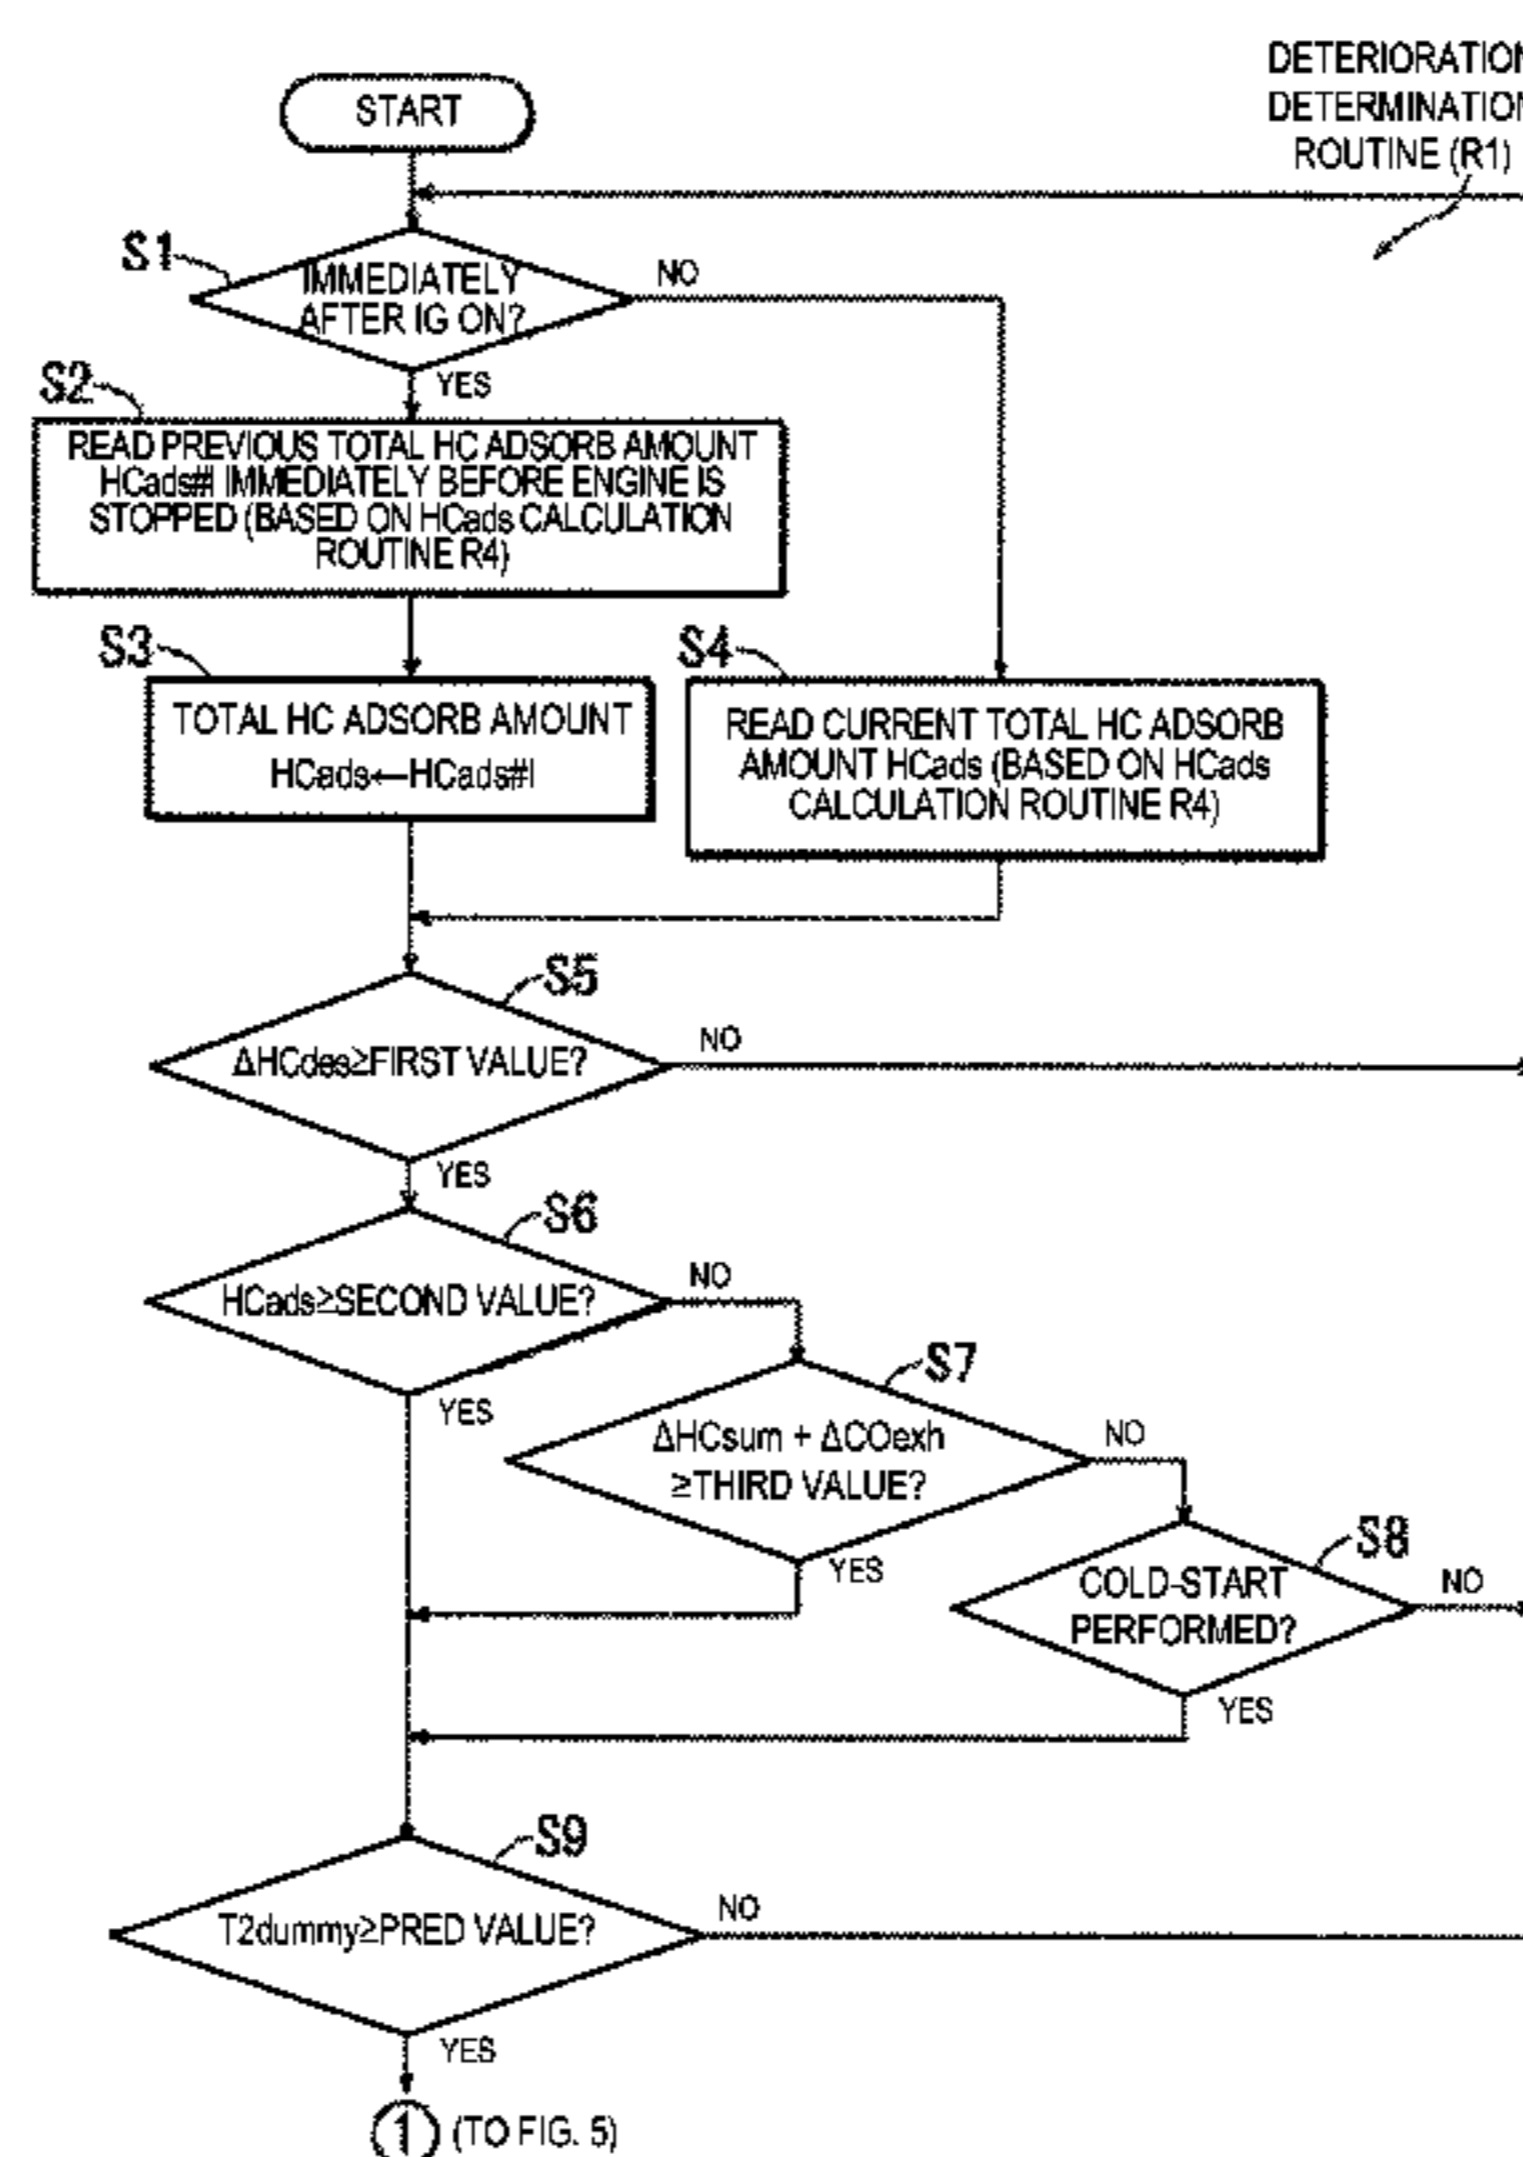 START
DETERIORATION
DETERMINATION
ROUTINE (R1)
S1
IMMEDIATELY
AFTER IG ON?
NO
YES
S2
READ PREVIOUS TOTAL HC ADSORB AMOUNT
HCads#I IMMEDIATELY BEFORE ENGINE IS
STOPPED (BASED ON HCads CALCULATION
ROUTINE R4)
S3
TOTAL HC ADSORB AMOUNT
HCads←HCads#I
S4
READ CURRENT TOTAL HC ADSORB
AMOUNT HCads (BASED ON HCads
CALCULATION ROUTINE R4)
S5
ΔHCdes≥FIRST VALUE?
NO
YES
S6
HCads≥SECOND VALUE?
NO
YES
S7
ΔHCsum + ΔCOexh
≥THIRD VALUE?
NO
YES
S8
COLD-START
PERFORMED?
NO
YES
S9
T2dummy≥PRED VALUE?
NO
YES
1 (TO FIG. 5)